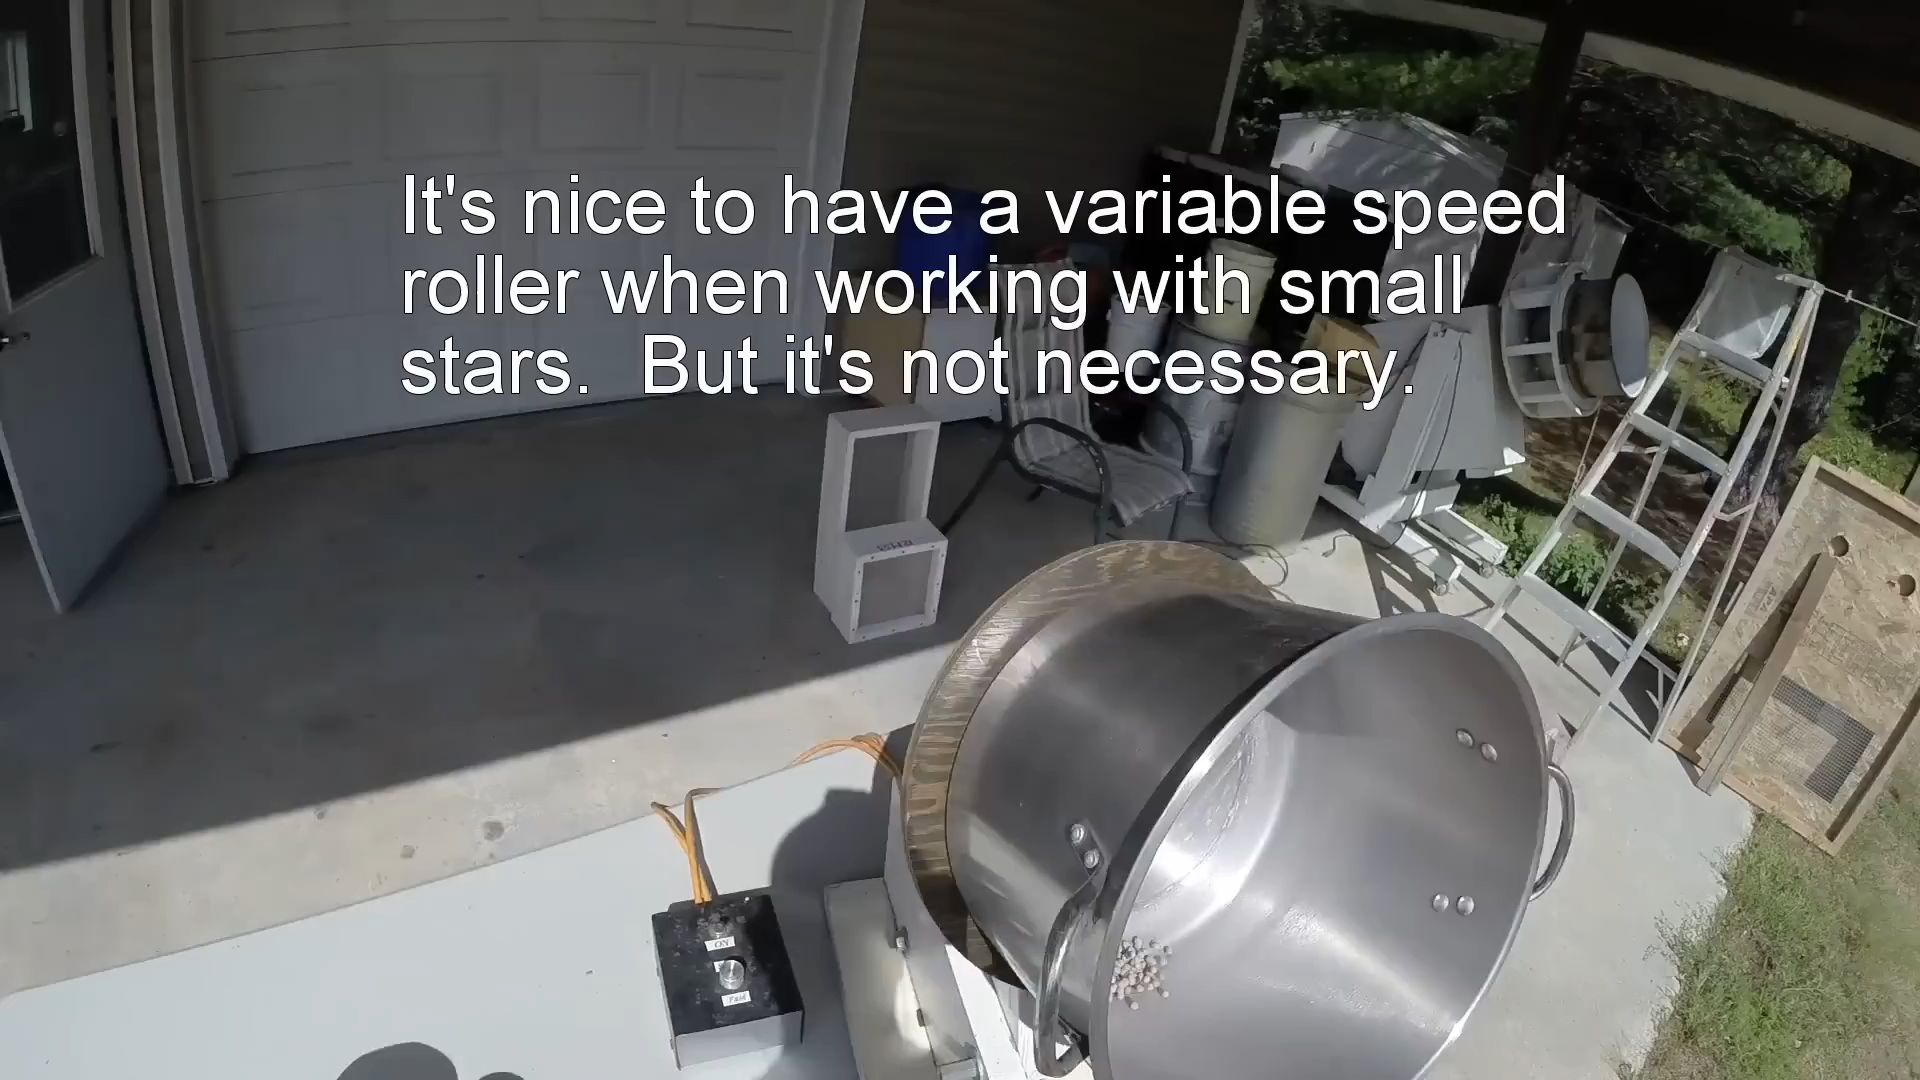 It's nice to have a variable speed
roller when working with small
stars.  But it's not necessary.
ON